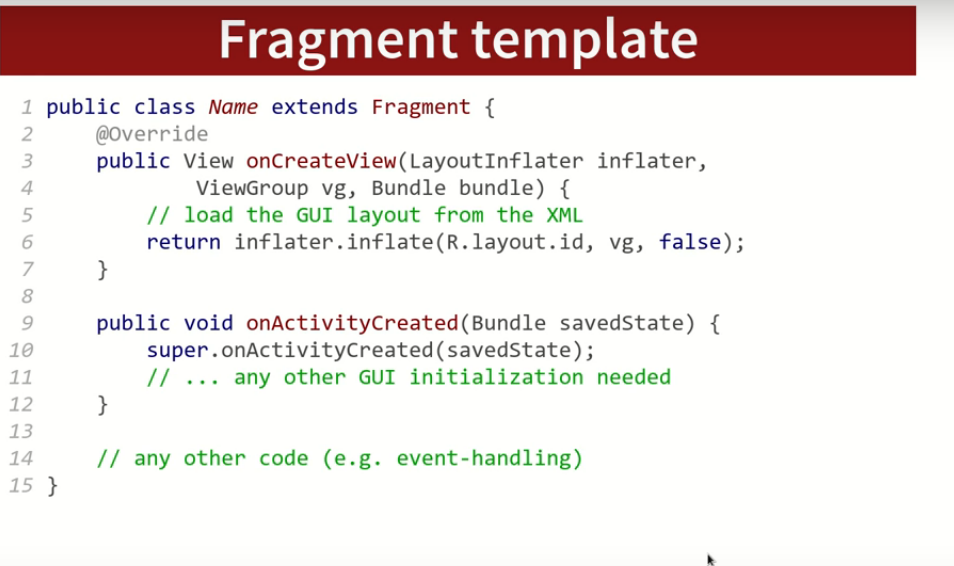 Fragment template
1 public class Name extends Fragment {
2     @Override
3     public View onCreateView(LayoutInflater inflater,
4             ViewGroup vg, Bundle bundle) {
5         // load the GUI layout from the XML
6         return inflater.inflate(R.layout.id, vg, false);
7     }
8
9     public void onActivityCreated(Bundle savedState) {
10         super.onActivityCreated(savedState);
11         // ... any other GUI initialization needed
12     }
13
14     // any other code (e.g. event-handling)
15 }